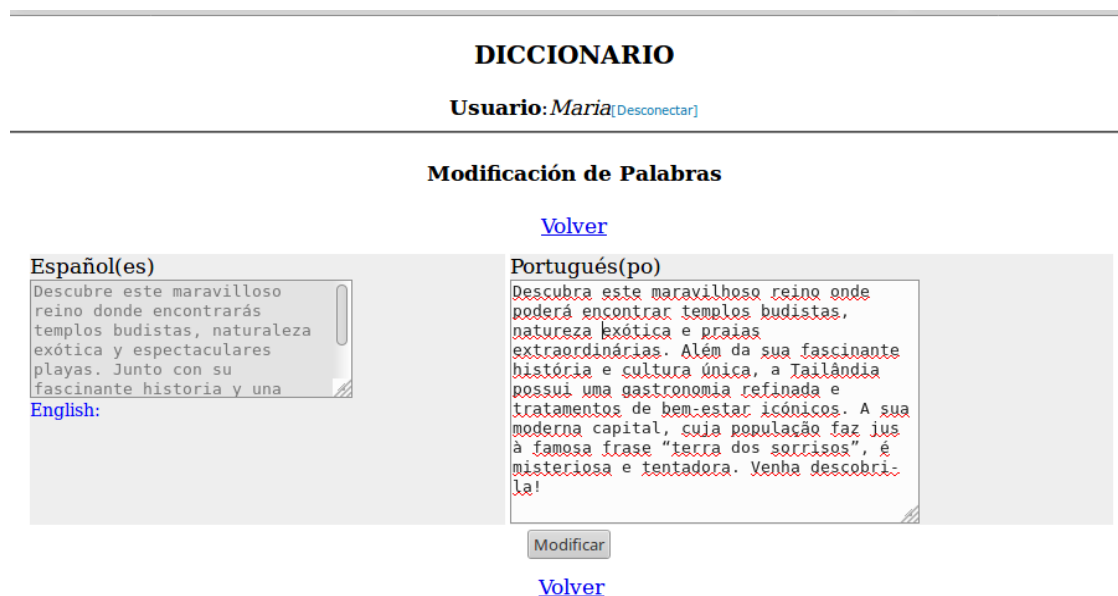 DICCIONARIO
Usuario:Maria[Desconectar]
Modificación de Palabras
Volver
Español(es)
Descubre este maravilloso
reino donde encontrarás
templos budistas, naturaleza
exótica y espectaculares
playas. Junto con su
fascinante historia y una
English:
Portugués(po)
Descubra este maravilhoso reino onde
poderá encontrar templos budistas,
natureza exótica e praias
extraordinárias. Além da sua fascinante
história e cultura única, a Tailândia
possui uma gastronomia refinada e
tratamentos de bem-estar icónicos. A sua
moderna capital, cuja população faz jus
à famosa frase “terra dos sorrisos”, é
misteriosa e tentadora. Venha descobri-
la!
Modificar
Volver